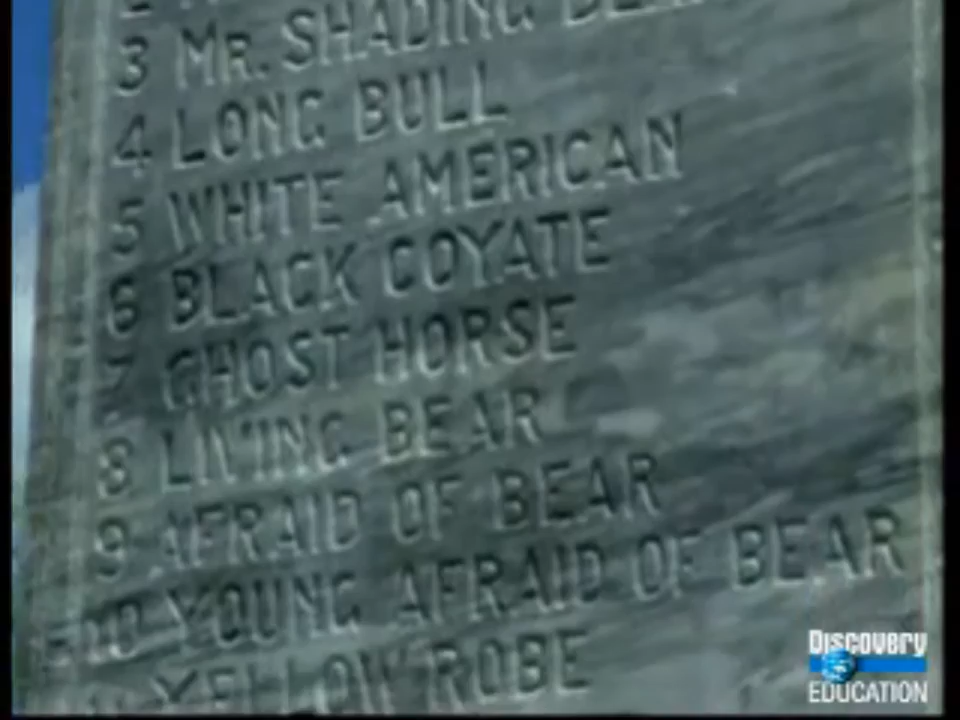 3 MR. SHADING BEAR
4 LONG BULL
5 WHITE AMERICAN
6 BLACK COYATE
7 GHOST HORSE
8 LIVING BEAR
9 AFRAID OF BEAR
10 YOUNG AFRAID OF BEAR
YELLOW ROBE
Discovery
EDUCATION